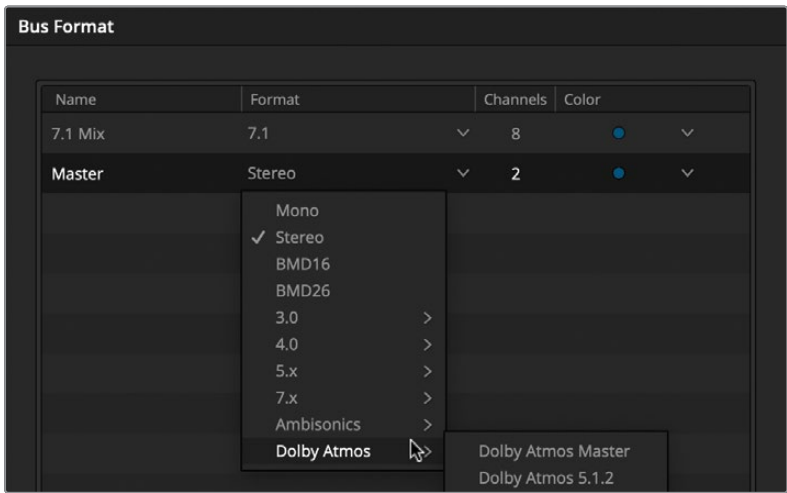 Bus Format
Name Format Channels Color
7.1 Mix 7.1 8
Master Stereo 2
Mono
Stereo
BMD16
BMD26
3.0
4.0
5.x
7.x
Ambisonics
Dolby Atmos
Dolby Atmos Master
Dolby Atmos 5.1.2